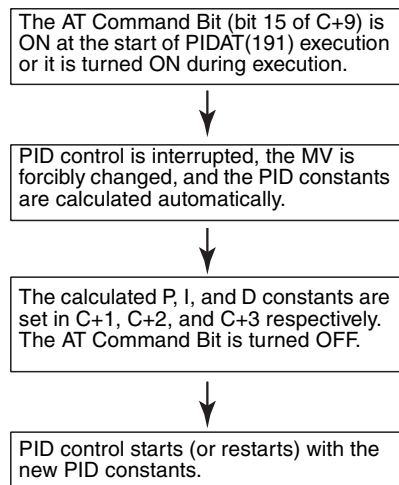 The AT Command Bit (bit 15 of C+9) is
ON at the start of PIDAT(191) execution
or it is turned ON during execution.
PID control is interrupted, the MV is
forcibly changed, and the PID constants
are calculated automatically.
The calculated P, I, and D constants are
set in C+1, C+2, and C+3 respectively.
The AT Command Bit is turned OFF.
PID control starts (or restarts) with the
new PID constants.